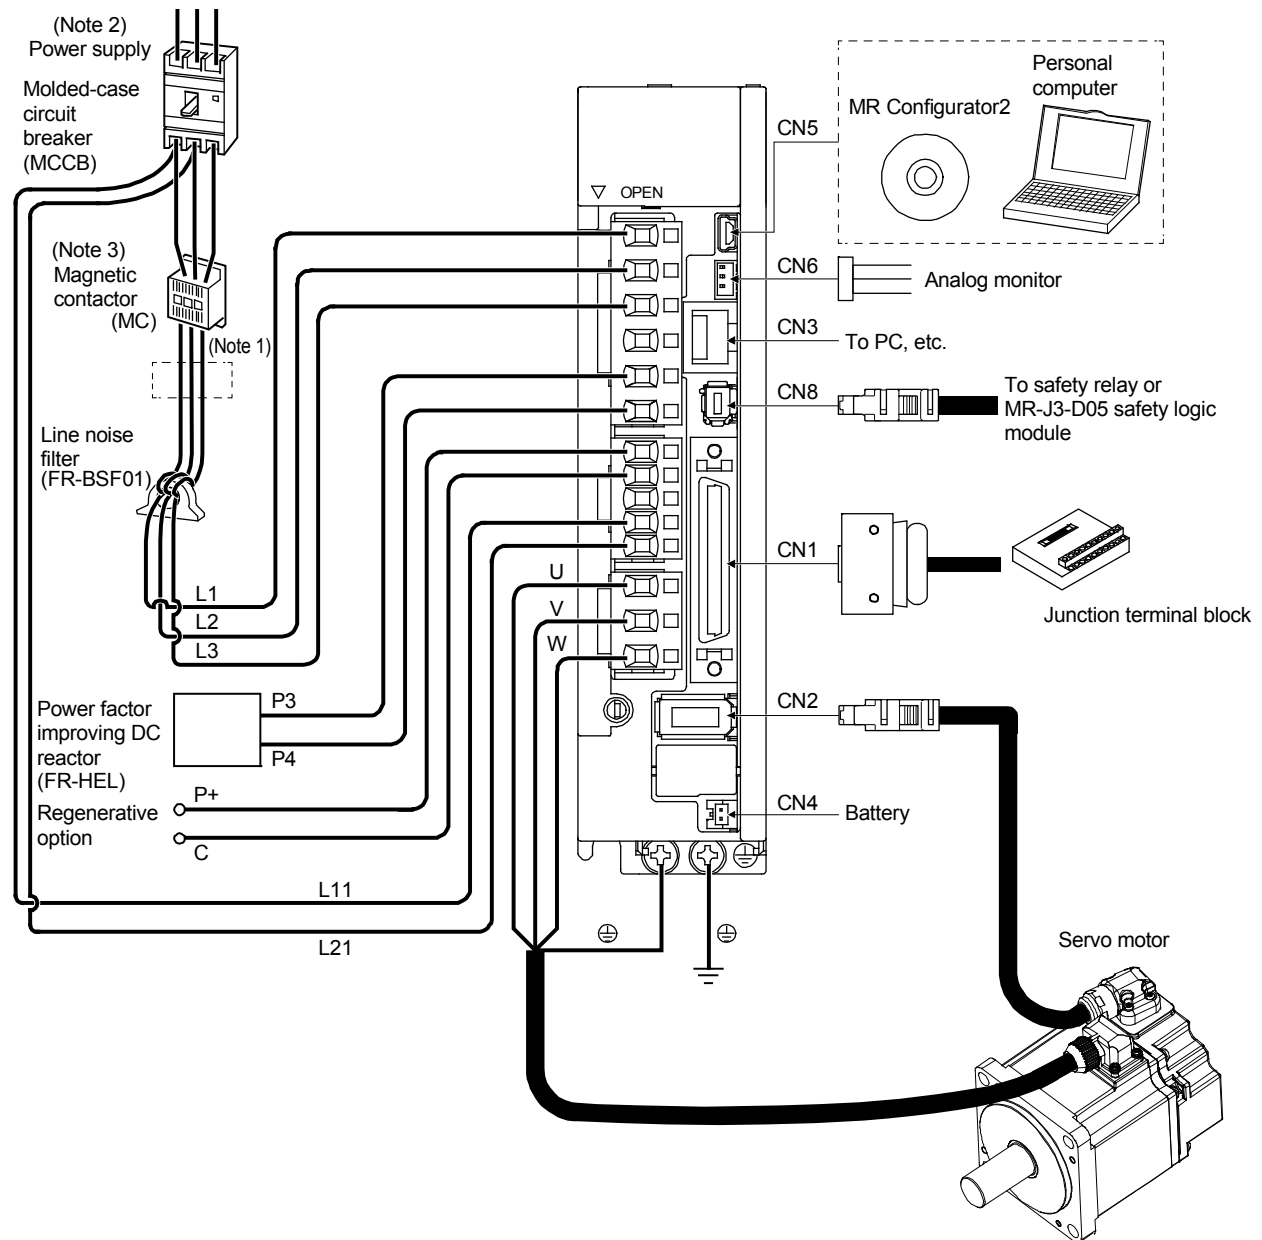 (Note 2)
Power supply
Molded-case
circuit
breaker
(MCCB)
(Note 3)
Magnetic
contactor
(MC)
(Note 1)
Line noise
filter
(FR-BSF01)
L1
L2
L3
Power factor
improving DC
reactor
(FR-HEL)
P3
P4
Regenerative
option
P+
C
L11
L21
OPEN
U
V
W
CN5
MR Configurator2
Personal
computer
CN6
Analog monitor
CN3
To PC, etc.
CN8
To safety relay or
MR-J3-D05 safety logic
module
CN1
Junction terminal block
CN2
CN4
Battery
Servo motor